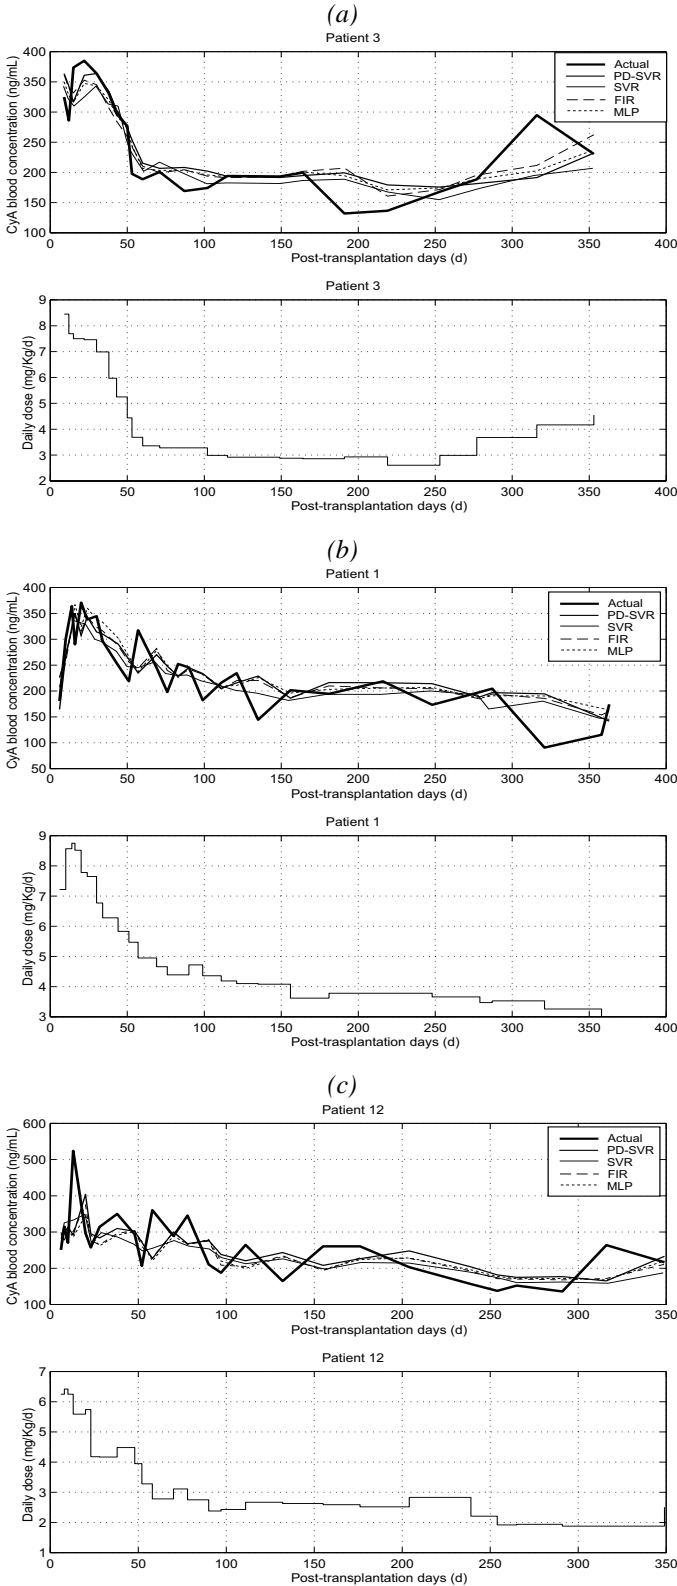 (a)
Patient 3
CyA blood concentration (ng/mL)
400
350
300
250
200
150
100
Actual
PD-SVR
SVR
FIR
MLP
0 50 100 150 200 250 300 350 400
Post-transplantation days (d)
Patient 3
Daily dose (mg/Kg/d)
9
8
7
6
5
4
3
2
0 50 100 150 200 250 300 350 400
Post-transplantation days (d)
(b)
Patient 1
CyA blood concentration (ng/mL)
400
350
300
250
200
150
100
50
Actual
PD-SVR
SVR
FIR
MLP
0 50 100 150 200 250 300 350 400
Post-transplantation days (d)
Patient 1
Daily dose (mg/Kg/d)
9
8
7
6
5
4
3
0 50 100 150 200 250 300 350 400
Post-trasplantation days (d)
(c)
Patient 12
CyA blood concentration (ng/mL)
600
500
400
300
200
100
Actual
PD-SVR
SVR
FIR
MLP
0 50 100 150 200 250 300 350
Post-transplantation days (d)
Patient 12
Daily dose (mg/Kg/d)
7
6
5
4
3
2
1
0 50 100 150 200 250 300 350
Post-transplantation days (d)